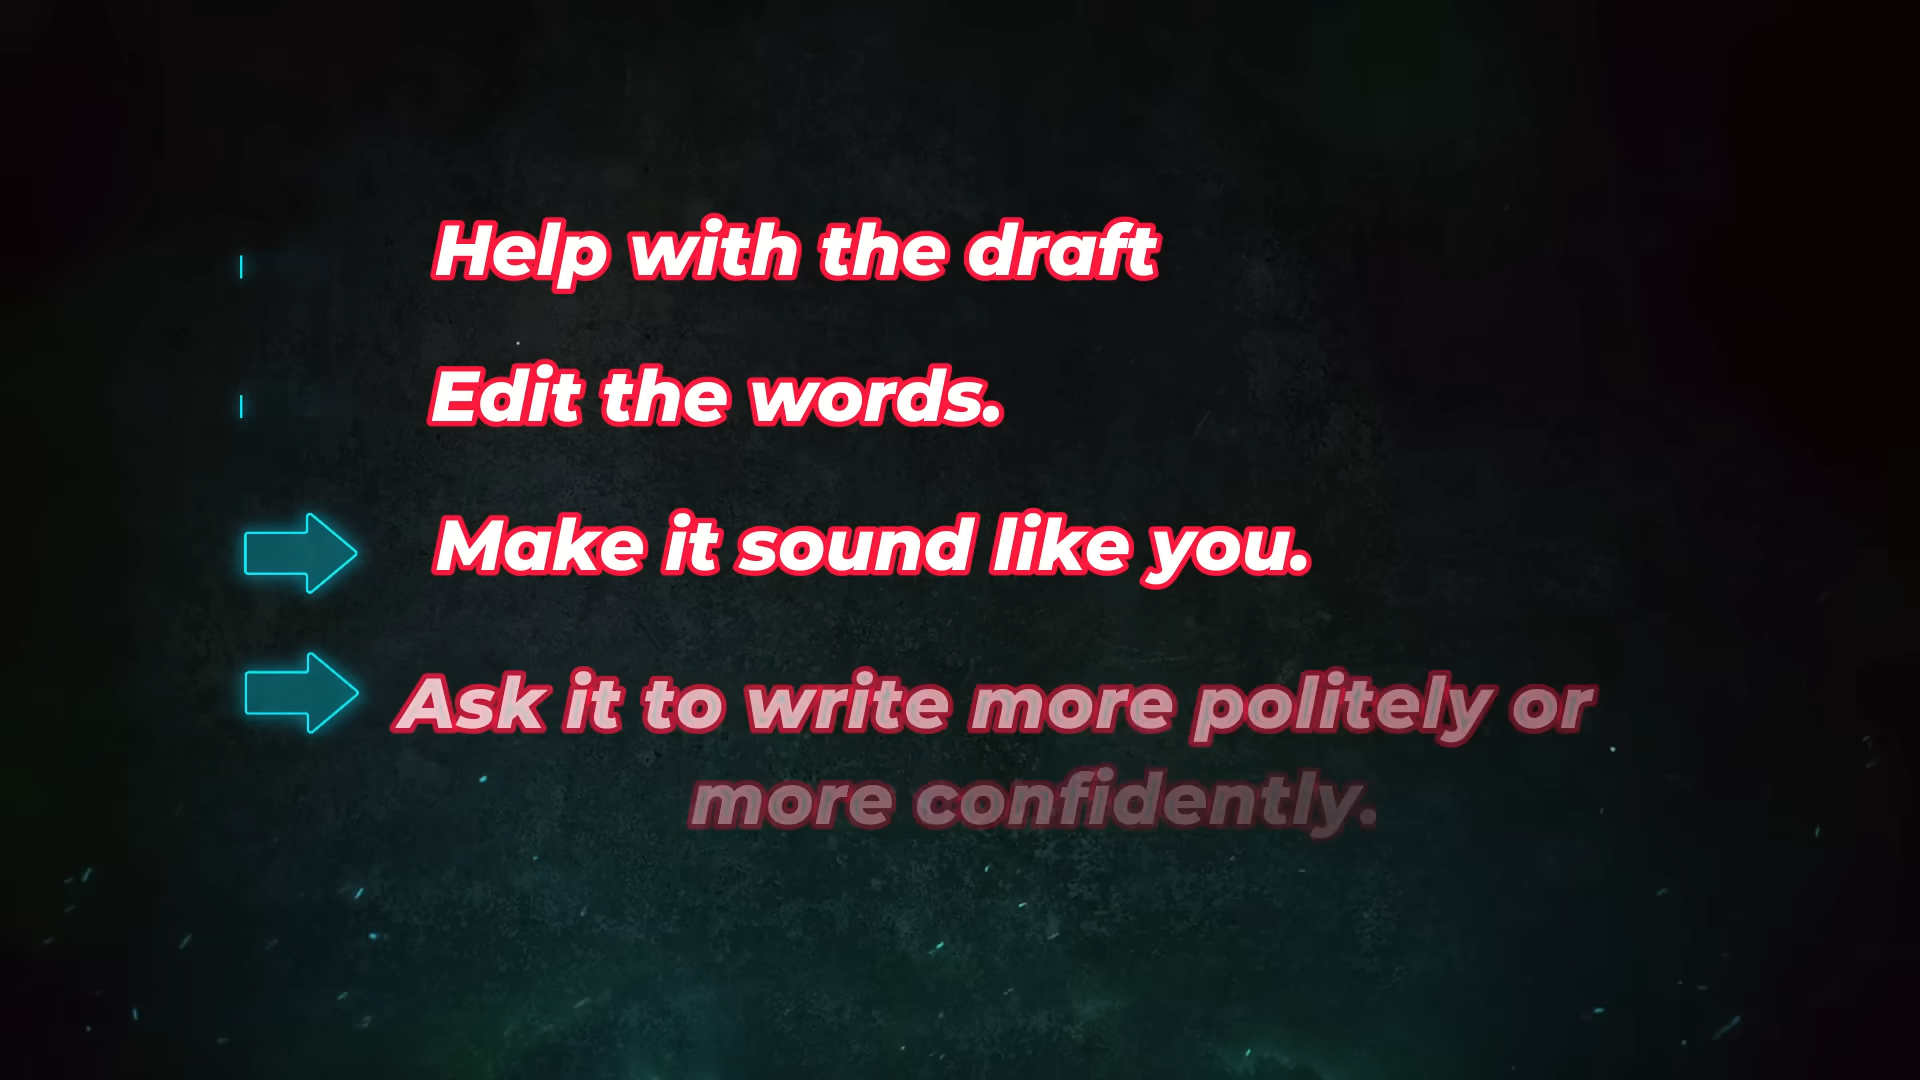 Help with the draft
Edit the words.
Make it sound like you.
Ask it to write more politely or
more confidently.